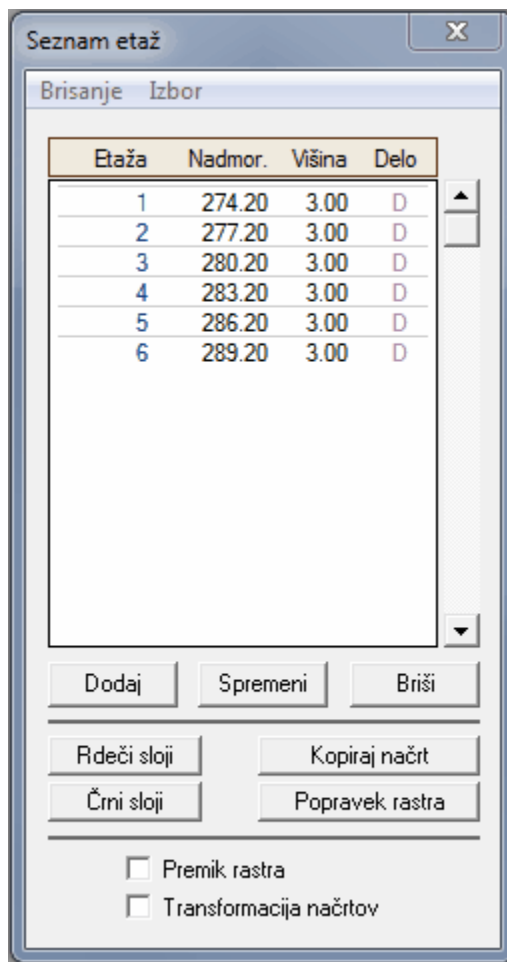 Seznam etaž
Brisanje Izbor
Etaža Nadmor. Višina Delo
1 274.20 3.00 D
2 277.20 3.00 D
3 280.20 3.00 D
4 283.20 3.00 D
5 286.20 3.00 D
6 289.20 3.00 D
Dodaj Spremeni Briši
Rdeči sloji Kopiraj načrt
Črni sloji Popravek rastra
Premik rastra
Transformacija načrtov